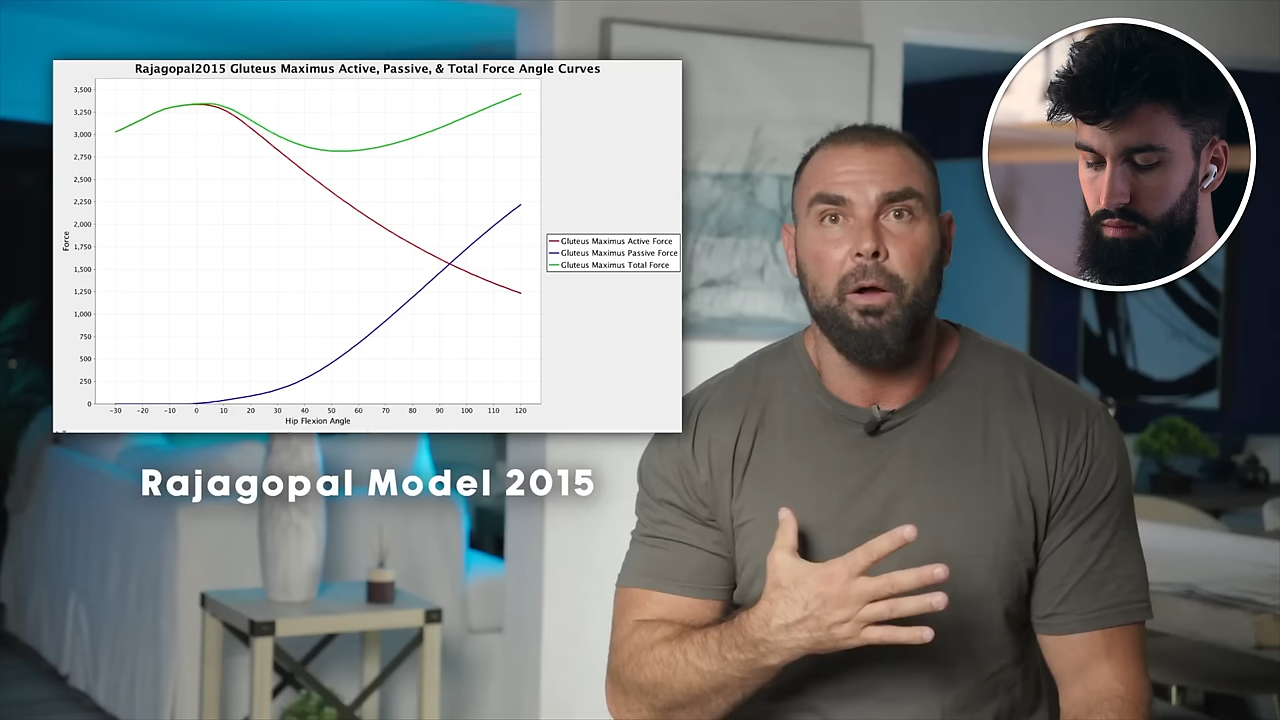 Rajagopal2015 Gluteus Maximus Active, Passive, & Total Force Angle Curves
3,500
3,250
3,000
2,750
2,500
2,250
2,000
1,750
1,500
1,250
1,000
750
500
250
0
Force
−30 −20 −10 0 10 20 30 40 50 60 70 80 90 100 110 120
Hip Flexion Angle
Gluteus Maximus Active Force
Gluteus Maximus Passive Force
Gluteus Maximus Total Force
Rajagopal Model 2015